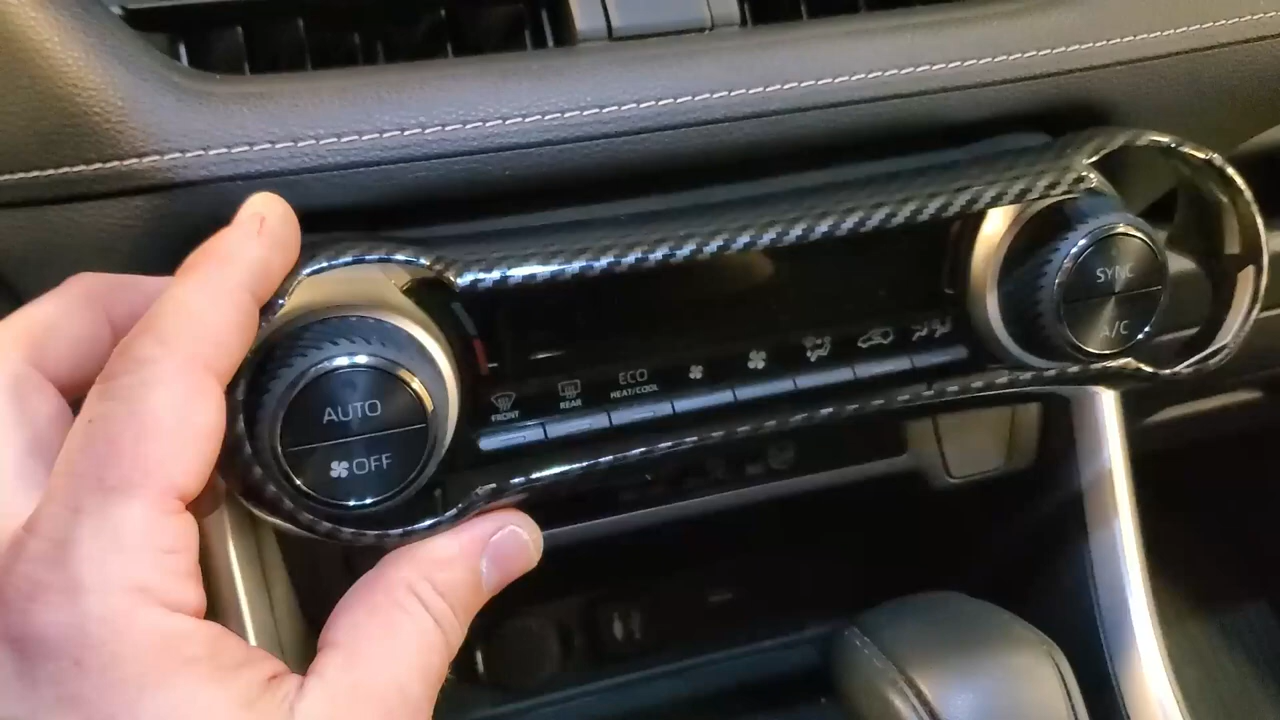 AUTO
OFF
FRONT
REAR
ECO
HEAT/COOL
SYNC
A/C